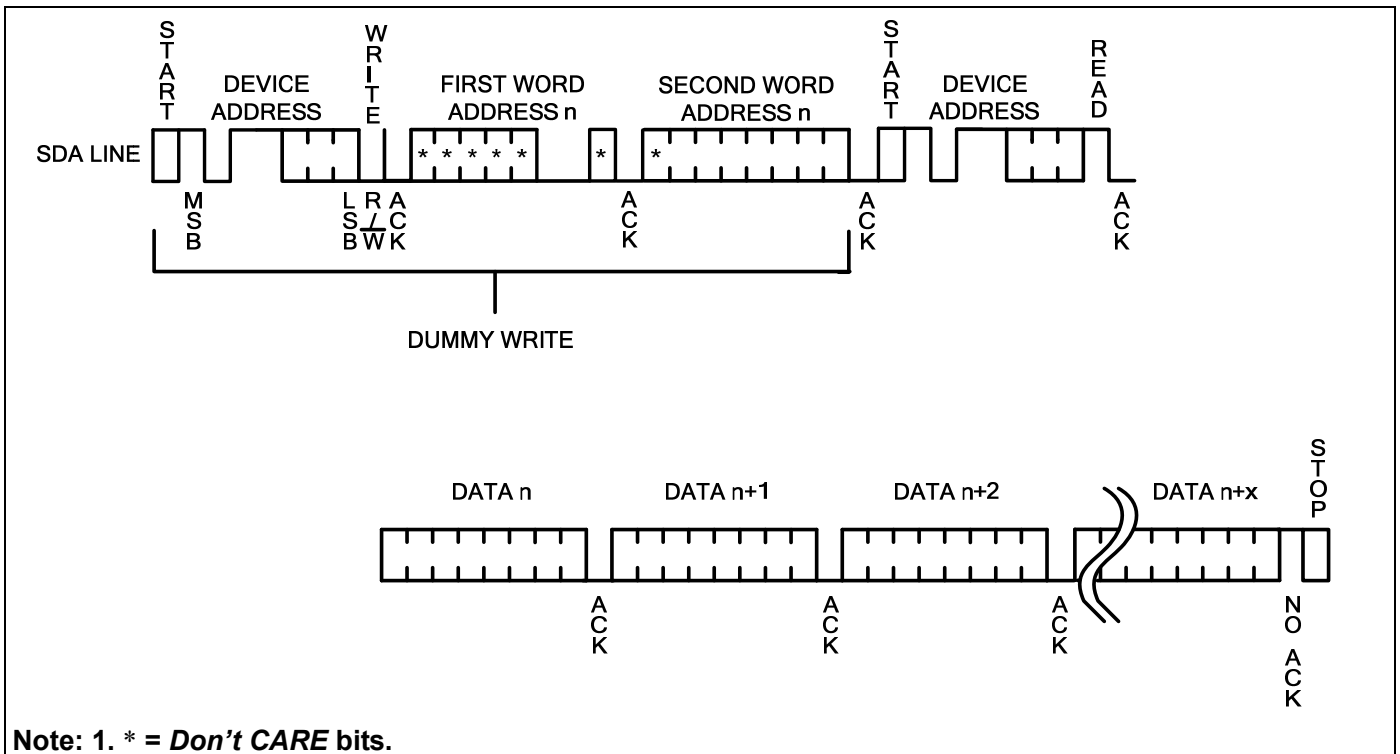 START
WRITE
START
READ
DEVICE
ADDRESS
FIRST WORD
ADDRESS n
SECOND WORD
ADDRESS n
DEVICE
ADDRESS
SDA LINE
* * * * *
*
*
MSB
LSB
R/W
ACK
ACK
ACK
ACK
DUMMY WRITE
STOP
DATA n
DATA n+1
DATA n+2
DATA n+x
ACK
ACK
ACK
NO ACK
Note: 1. * = Don't CARE bits.